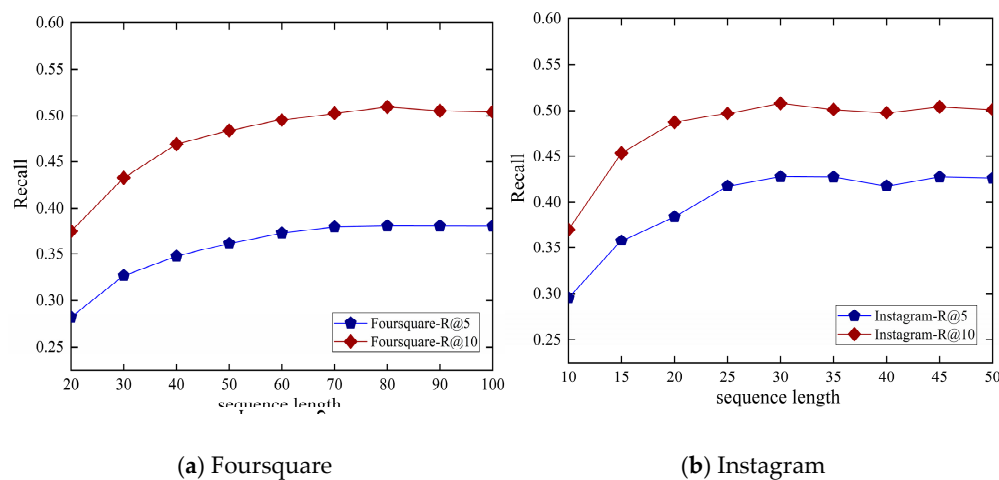 0.60
0.55
0.50
0.45
0.40
0.35
0.30
0.25
Recall
Foursquare-R@5
Foursquare-R@10
20 30 40 50 60 70 80 90 100
sequence length
0.60
0.55
0.50
0.45
0.40
0.35
0.30
0.25
Recall
Instagram-R@5
Instagram-R@10
10 15 20 25 30 35 40 45 50
sequence length
(a) Foursquare
(b) Instagram